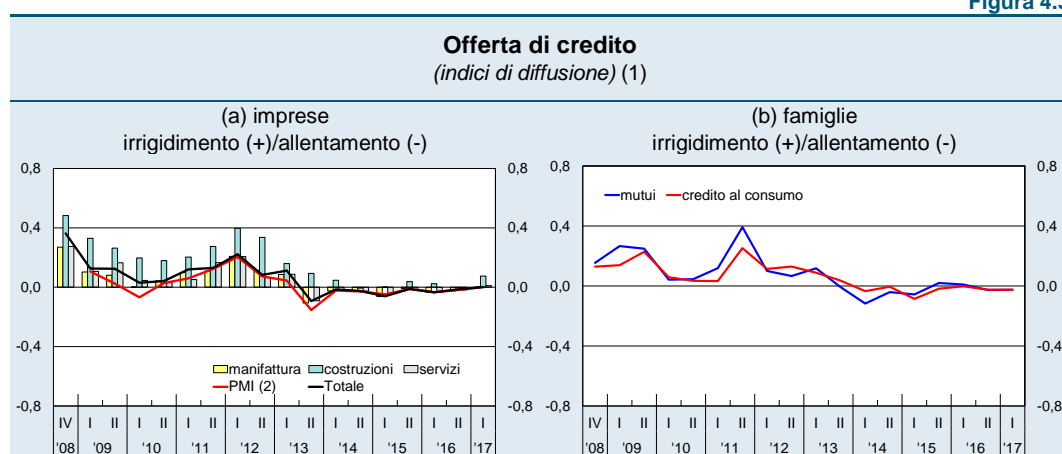 Figura 4.
Offerta di credito
(indici di diffusione) (1)
(a) imprese
irrigidimento (+)/allentamento (-)
0,8 0,8
0,4 0,4
0,0 0,0
-0,4 -0,4
-0,8 -0,8
manifattura costruzioni servizi
PMI (2) Totale
IV I II I II I II I II I II I II I II I II I
'08 '09 '10 '11 '12 '13 '14 '15 '16 '17
(b) famiglie
irrigidimento (+)/allentamento (-)
0,8 0,8
0,4 0,4
0,0 0,0
-0,4 -0,4
-0,8 -0,8
mutui credito al consumo
IV I II I II I II I II I II I II I II I II I
'08 '09 '10 '11 '12 '13 '14 '15 '16 '17